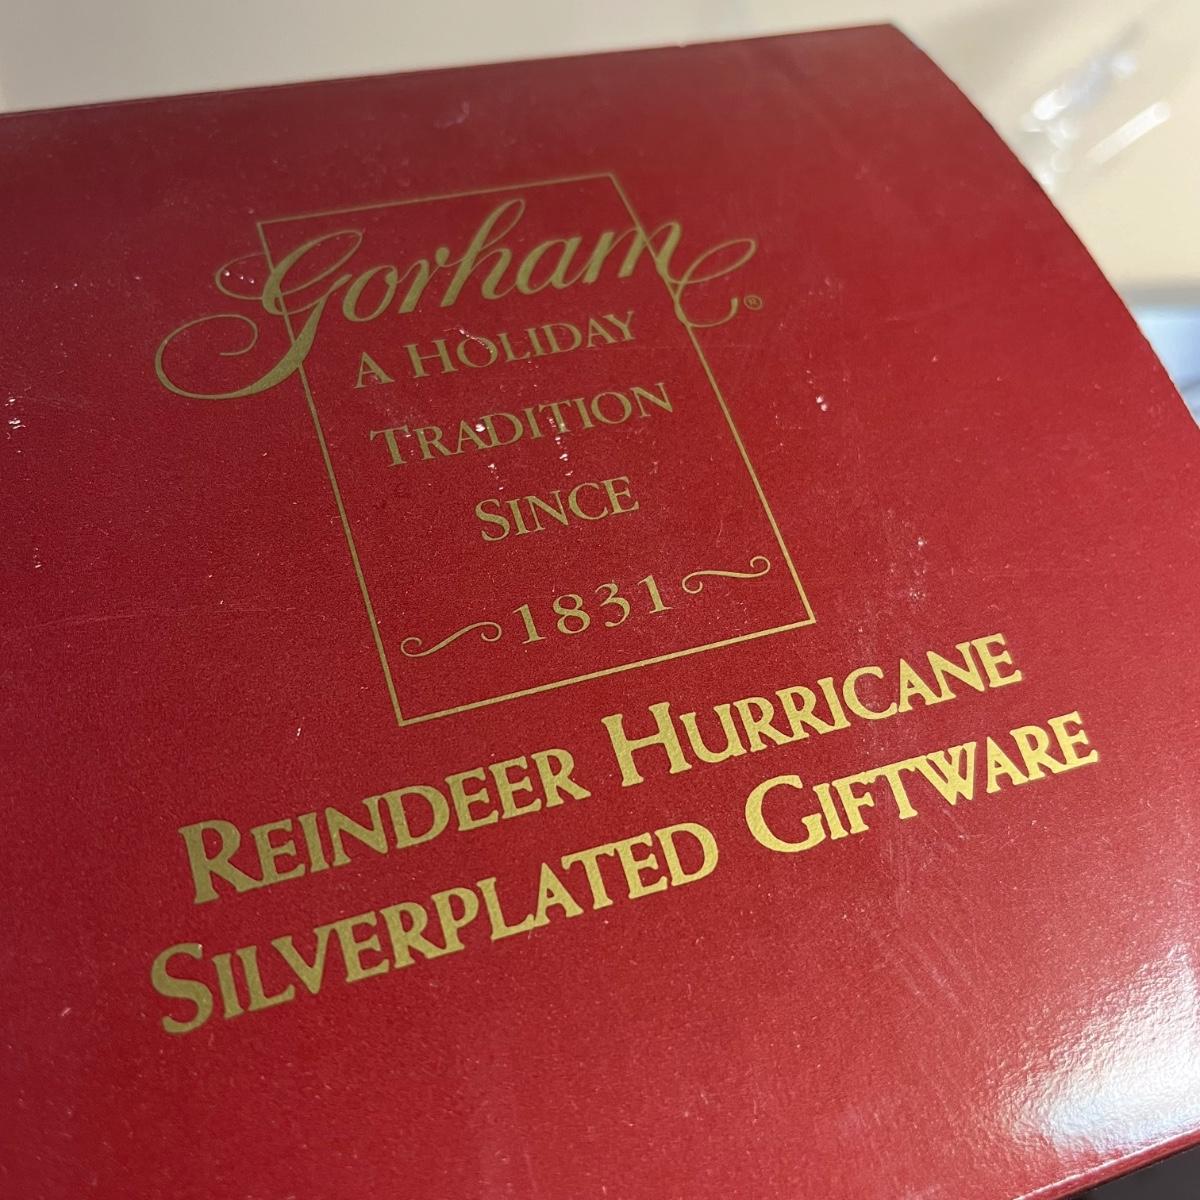 Gorham®
A HOLIDAY
TRADITION
SINCE
1831
REINDEER HURRICANE
SILVERPLATED GIFTWARE